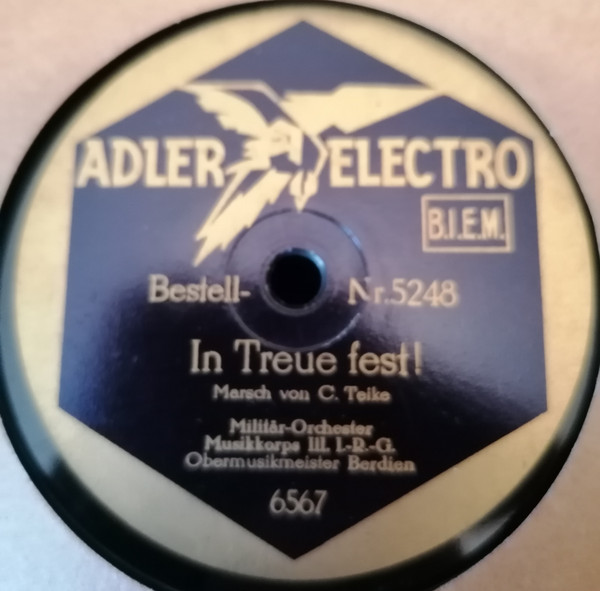 ADLER ELECTRO
B.I.E.M.
Bestell- Nr. 5248
In Treue fest!
Marsch von C. Teike
Militär-Orchester
Musikkorps III. I.-R.-G.
Obermusikmeister Berdien
6567